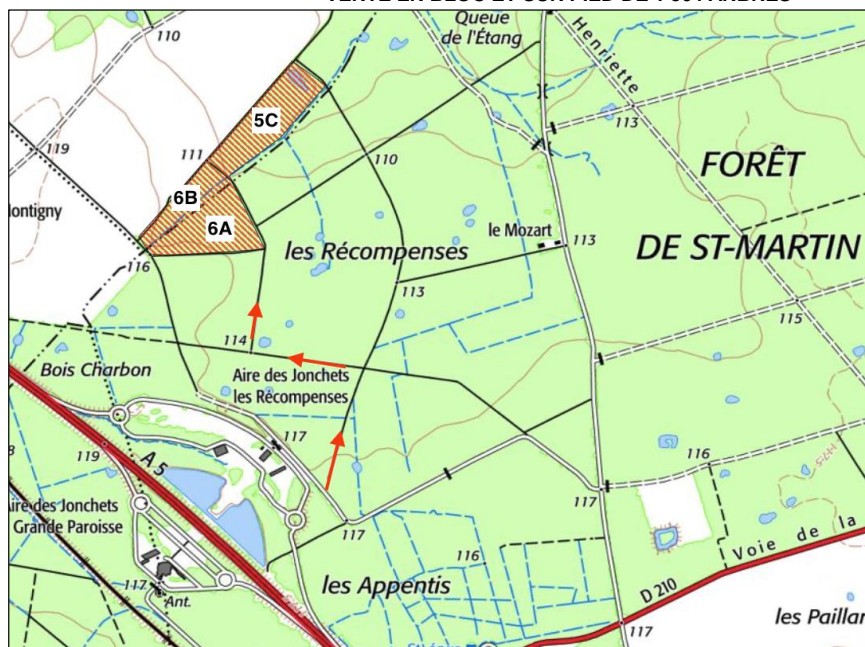 110
Queue
de l'Étang
Henriette
5C
113
119
111
110
FORÊT
6B
ontigny
6A
le Mozart
113
DE ST-MARTIN
les Récompenses
116
113
115
114
Bois Charbon
Aire des Jonchets
les Récompenses
117
116
119
A 5
117
117
Aire des Jonchets
Grande Paroisse
116
Voie de la
les Appentis
D 210
117
Ant.
les Paillar
117